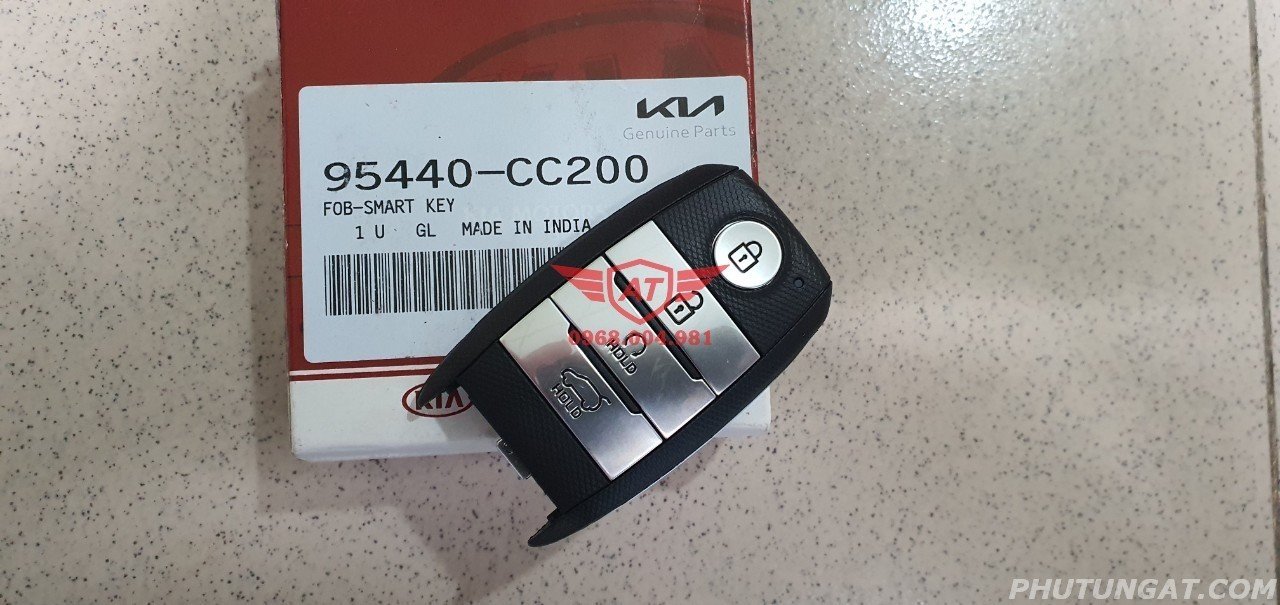 KIA
Genuine Parts
95440-CC200
FOB-SMART KEY
1 U GL MADE IN INDIA
AT
0968.004.981
HOLD
HOLD
KIA
PHUTUNGAT.COM